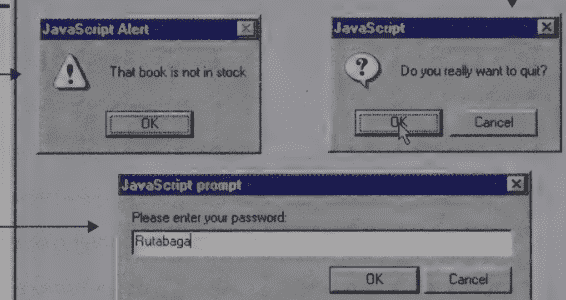 JavaScript Alert
That book is not in stock
OK
JavaScript
Do you really want to quit?
OK
Cancel
JavaScript prompt
Please enter your password:
Rutabaga
OK
Cancel